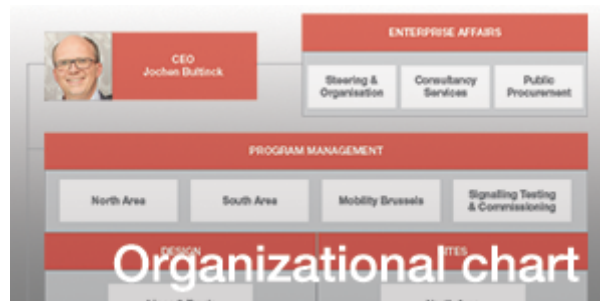 CEO
Jochen Bultinck
ENTERPRISE AFFAIRS
Steering &
Organisation
Consultancy
Services
Public
Procurement
PROGRAM MANAGEMENT
North Area
South Area
Mobility Brussels
Signalling Testing
& Commissioning
DESIGN
Organizational chart